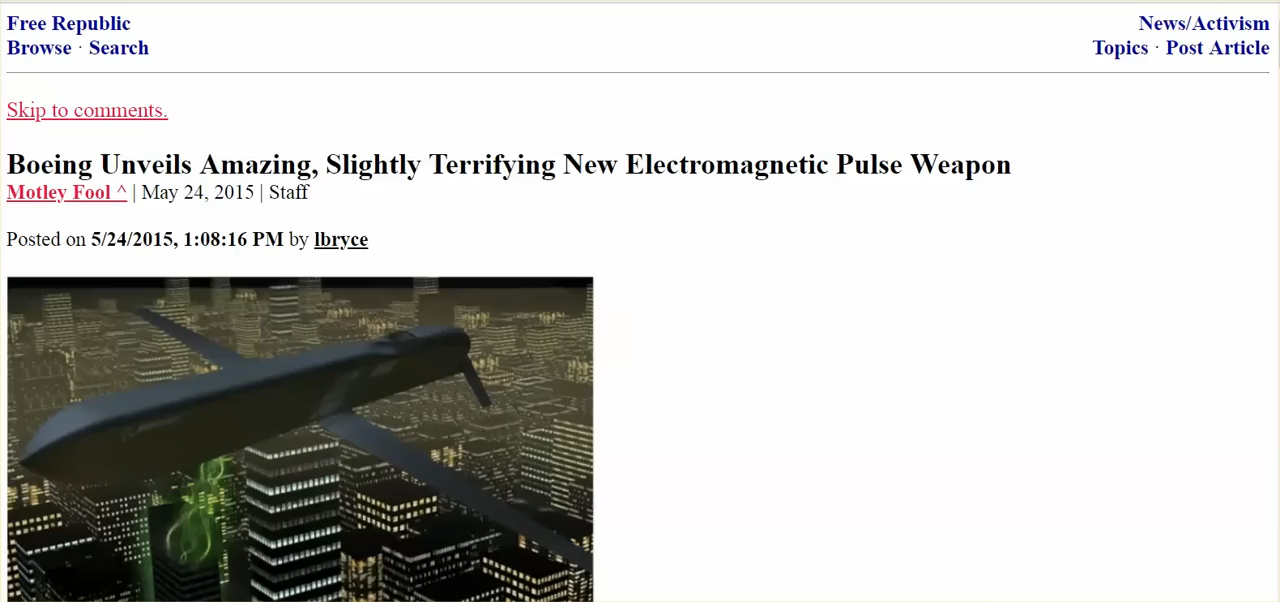 Free Republic
Browse · Search
News/Activism
Topics · Post Article
Skip to comments.
Boeing Unveils Amazing, Slightly Terrifying New Electromagnetic Pulse Weapon
Motley Fool ^ | May 24, 2015 | Staff
Posted on 5/24/2015, 1:08:16 PM by lbryce